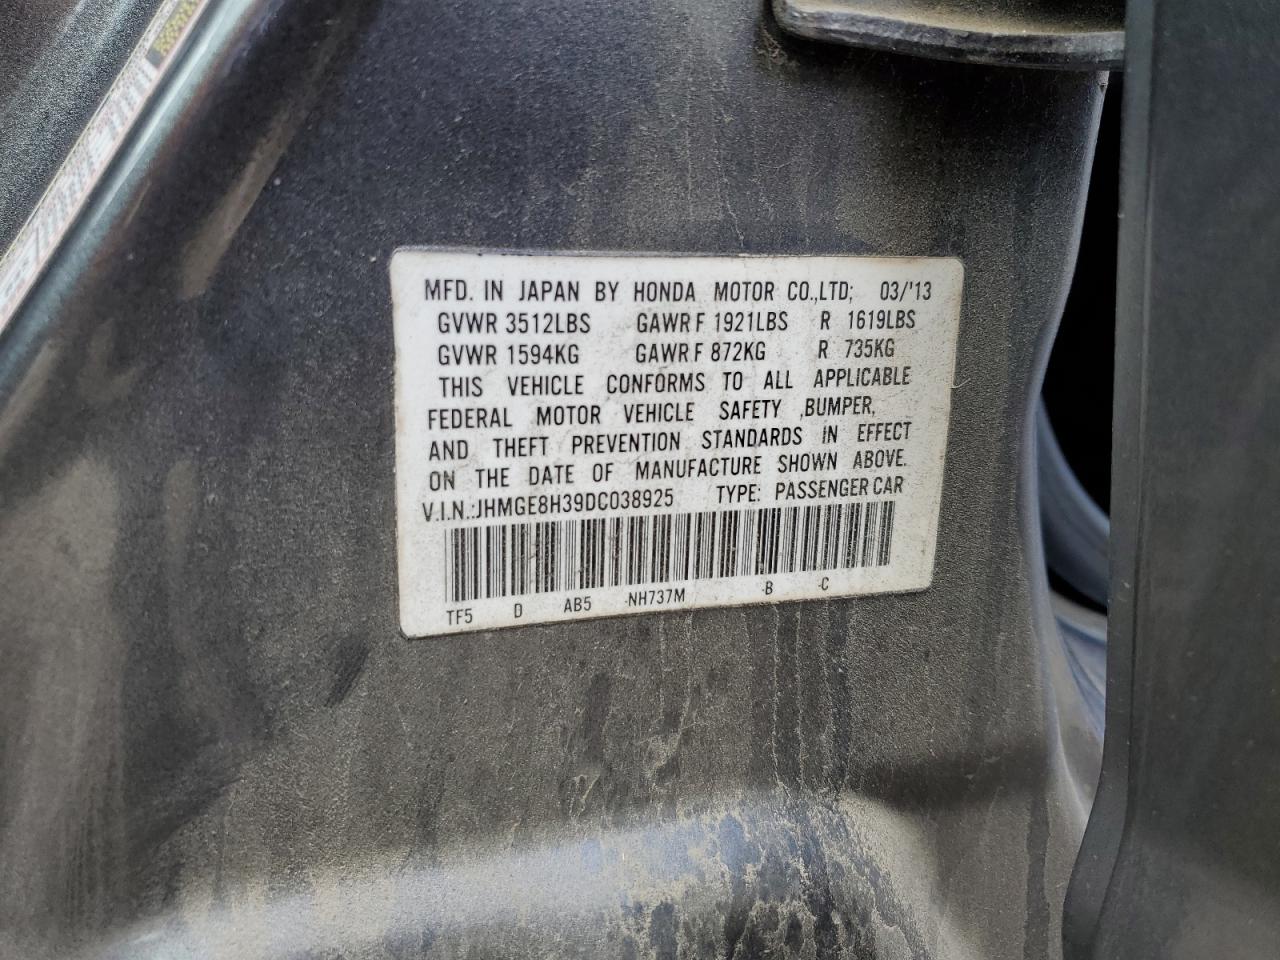 MFD. IN JAPAN BY HONDA MOTOR CO.,LTD; 03/'13
GVWR 3512LBS GAWR F 1921LBS R 1619LBS
GVWR 1594KG GAWR F 872KG R 735KG
THIS VEHICLE CONFORMS TO ALL APPLICABLE
FEDERAL MOTOR VEHICLE SAFETY ,BUMPER,
AND THEFT PREVENTION STANDARDS IN EFFECT
ON THE DATE OF MANUFACTURE SHOWN ABOVE.
V.I.N.:JHMGE8H39DC038925 TYPE: PASSENGER CAR
TF5 D AB5 -NH737M -B -C